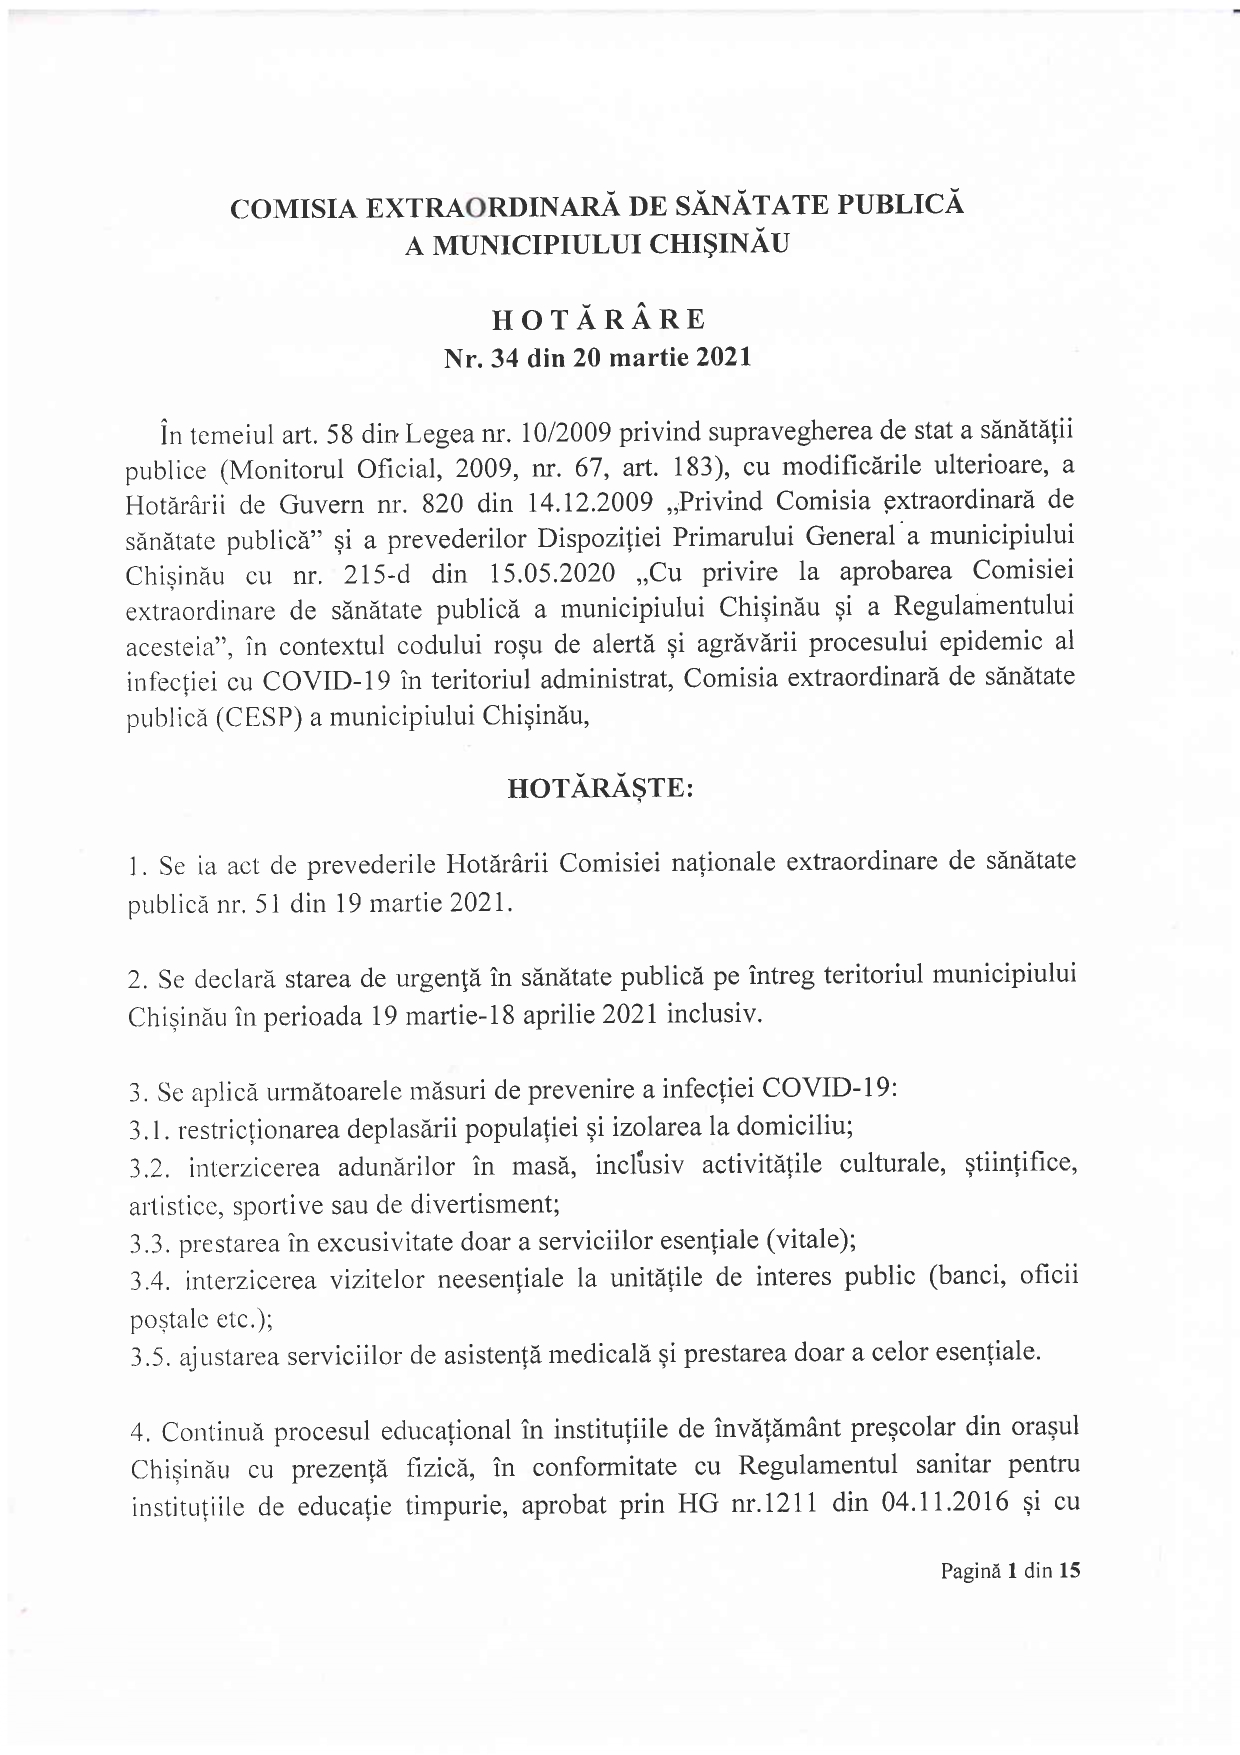 COMISIA EXTRAORDINARĂ DE SĂNĂTATE PUBLICĂ
A MUNICIPIULUI CHIŞINĂU
H O T Ă R Â R E
Nr. 34 din 20 martie 2021
În temeiul art. 58 din Legea nr. 10/2009 privind supravegherea de stat a sănătății
publice (Monitorul Oficial, 2009, nr. 67, art. 183), cu modificările ulterioare, a
Hotărârii de Guvern nr. 820 din 14.12.2009 „Privind Comisia extraordinară de
sănătate publică” și a prevederilor Dispoziției Primarului General a municipiului
Chișinău cu nr. 215-d din 15.05.2020 „Cu privire la aprobarea Comisiei
extraordinare de sănătate publică a municipiului Chișinău și a Regulamentului
acesteia”, în contextul codului roșu de alertă și agrăvării procesului epidemic al
infecției cu COVID-19 în teritoriul administrat, Comisia extraordinară de sănătate
publică (CESP) a municipiului Chișinău,
HOTĂRĂȘTE:
1. Se ia act de prevederile Hotărârii Comisiei naționale extraordinare de sănătate
publică nr. 51 din 19 martie 2021.
2. Se declară starea de urgenţă în sănătate publică pe întreg teritoriul municipiului
Chișinău în perioada 19 martie-18 aprilie 2021 inclusiv.
3. Se aplică următoarele măsuri de prevenire a infecției COVID-19:
3.1. restricționarea deplasării populației și izolarea la domiciliu;
3.2. interzicerea adunărilor în masă, inclusiv activitățile culturale, științifice,
artistice, sportive sau de divertisment;
3.3. prestarea în excusivitate doar a serviciilor esențiale (vitale);
3.4. interzicerea vizitelor neesențiale la unitățile de interes public (banci, oficii
poștale etc.);
3.5. ajustarea serviciilor de asistență medicală și prestarea doar a celor esențiale.
4. Continuă procesul educațional în instituțiile de învățământ preșcolar din orașul
Chișinău cu prezență fizică, în conformitate cu Regulamentul sanitar pentru
instituțiile de educație timpurie, aprobat prin HG nr.1211 din 04.11.2016 și cu
Pagină 1 din 15